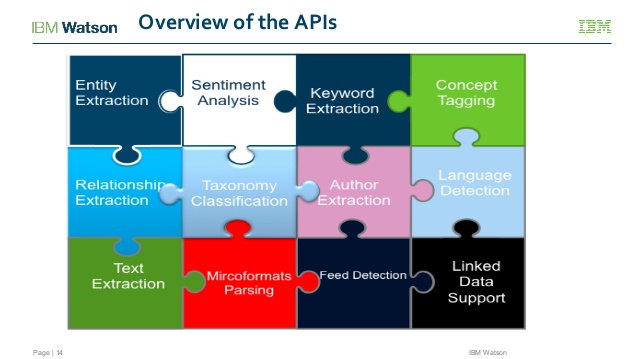 IBM Watson
Overview of the APIs
IBM
Entity
Extraction
Sentiment
Analysis
Keyword
Extraction
Concept
Tagging
Relationship
Extraction
Taxonomy
Classification
Author
Extraction
Language
Detection
Text
Extraction
Mircoformats
Parsing
Feed Detection
Linked
Data
Support
Page | 14
IBM Watson